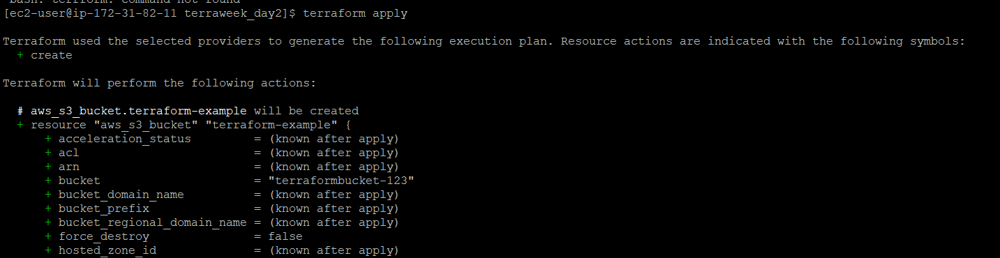 bash: terrform: command not found
[ec2-user@ip-172-31-82-11 terraweek_day2]$ terraform apply
Terraform used the selected providers to generate the following execution plan. Resource actions are indicated with the following symbols:
+ create
Terraform will perform the following actions:
# aws_s3_bucket.terraform-example will be created
+ resource "aws_s3_bucket" "terraform-example" {
+ acceleration_status = (known after apply)
+ acl = (known after apply)
+ arn = (known after apply)
+ bucket = "terraformbucket-123"
+ bucket_domain_name = (known after apply)
+ bucket_prefix = (known after apply)
+ bucket_regional_domain_name = (known after apply)
+ force_destroy = false
+ hosted_zone_id = (known after apply)